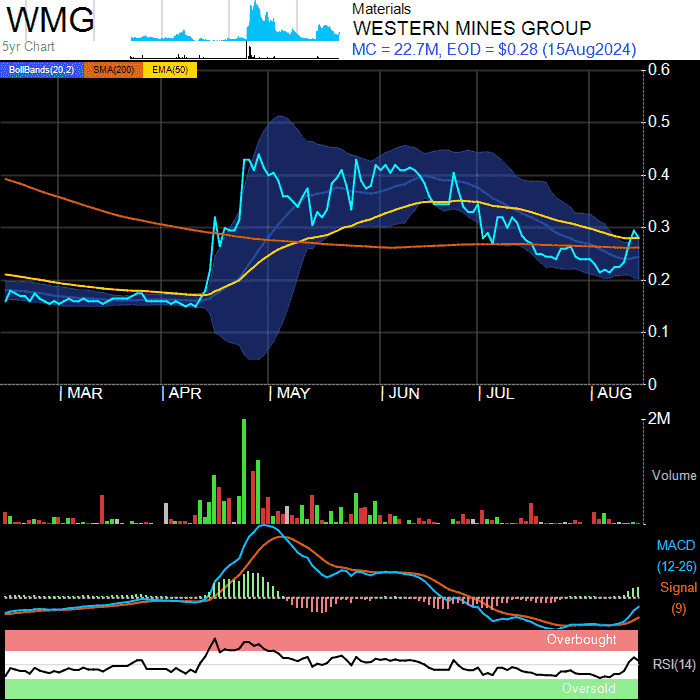 WMG
5yr Chart
Materials
WESTERN MINES GROUP
MC = 22.7M, EOD = $0.28 (15Aug2024)
BollBands(20,2) SMA(200) EMA(50)
0.6
0.5
0.4
0.3
0.2
0.1
0
MAR APR MAY JUN JUL AUG
2M
Volume
MACD
(12-26)
Signal
(9)
Overbought
RSI(14)
Oversold